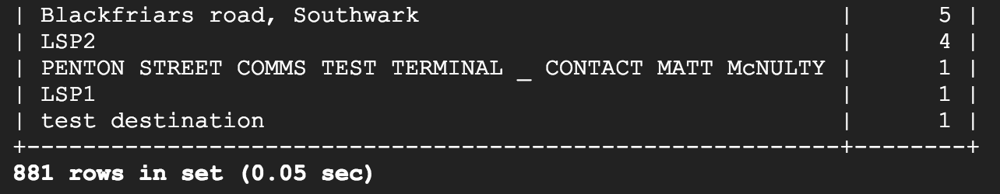 | Blackfriars road, Southwark                              |      5 |
| LSP2                                                     |      4 |
| PENTON STREET COMMS TEST TERMINAL _ CONTACT MATT McNULTY |      1 |
| LSP1                                                     |      1 |
| test destination                                         |      1 |
+----------------------------------------------------------+--------+
881 rows in set (0.05 sec)